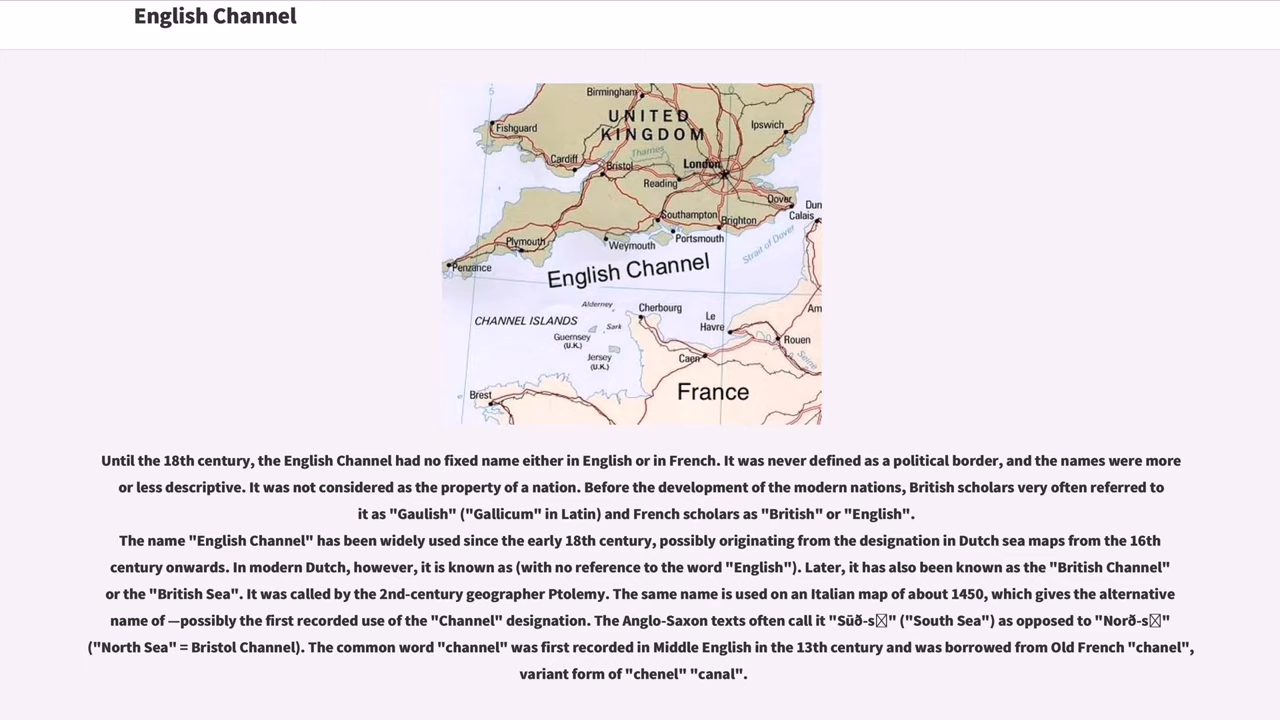 English Channel
5
0
Birmingham
UNITED
KINGDOM
Ipswich
Fishguard
Thames
Cardiff
Bristol
London
Reading
Dover
Dun
Calais
Southampton
Brighton
Strait of Dover
Plymouth
Weymouth
Portsmouth
Penzance
50
English Channel
Alderney
Cherbourg
Am
CHANNEL ISLANDS
Sark
Le
Havre
Guernsey
(U.K.)
Rouen
Jersey
(U.K.)
Caen
Seine
Brest
France
Until the 18th century, the English Channel had no fixed name either in English or in French. It was never defined as a political border, and the names were more
or less descriptive. It was not considered as the property of a nation. Before the development of the modern nations, British scholars very often referred to
it as "Gaulish" ("Gallicum" in Latin) and French scholars as "British" or "English".
The name "English Channel" has been widely used since the early 18th century, possibly originating from the designation in Dutch sea maps from the 16th
century onwards. In modern Dutch, however, it is known as (with no reference to the word "English"). Later, it has also been known as the "British Channel"
or the "British Sea". It was called by the 2nd-century geographer Ptolemy. The same name is used on an Italian map of about 1450, which gives the alternative
name of —possibly the first recorded use of the "Channel" designation. The Anglo-Saxon texts often call it "Sūð-s" ("South Sea") as opposed to "Norð-s"
("North Sea" = Bristol Channel). The common word "channel" was first recorded in Middle English in the 13th century and was borrowed from Old French "chanel",
variant form of "chenel" "canal".